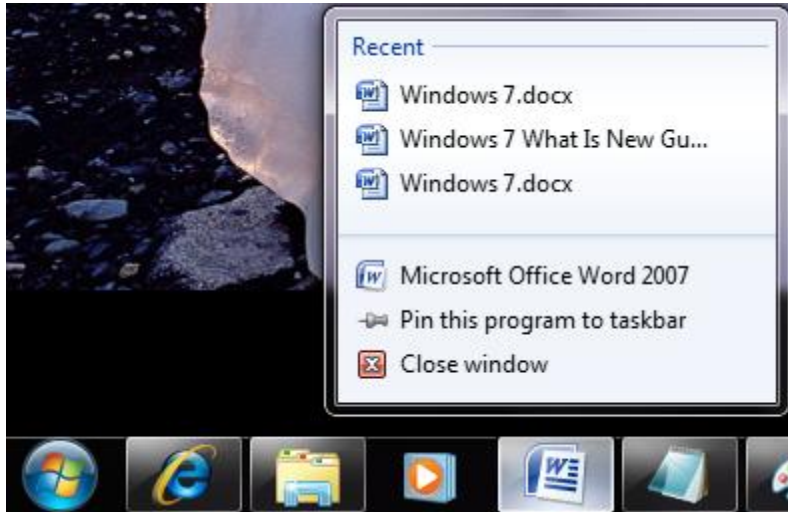 Recent
Windows 7.docx
Windows 7 What Is New Gu...
Windows 7.docx
Microsoft Office Word 2007
Pin this program to taskbar
Close window